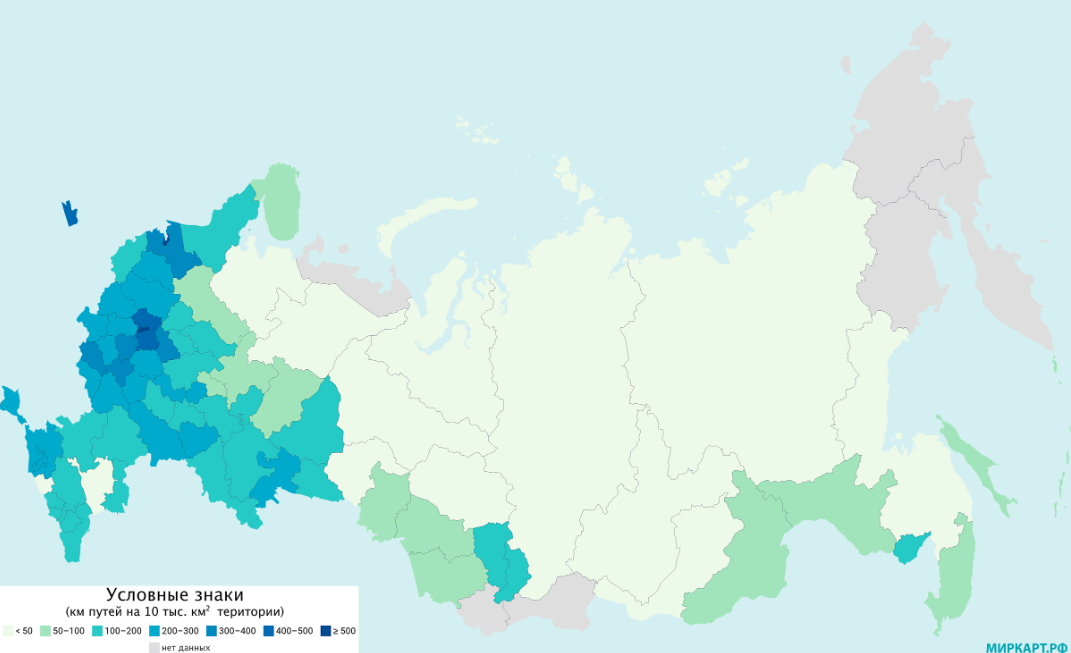 Условные знаки
(км путей на 10 тыс. км² територии)
< 50 50–100 100–200 200–300 300–400 400–500 ≥ 500
нет данных
МИРКАРТ.РФ